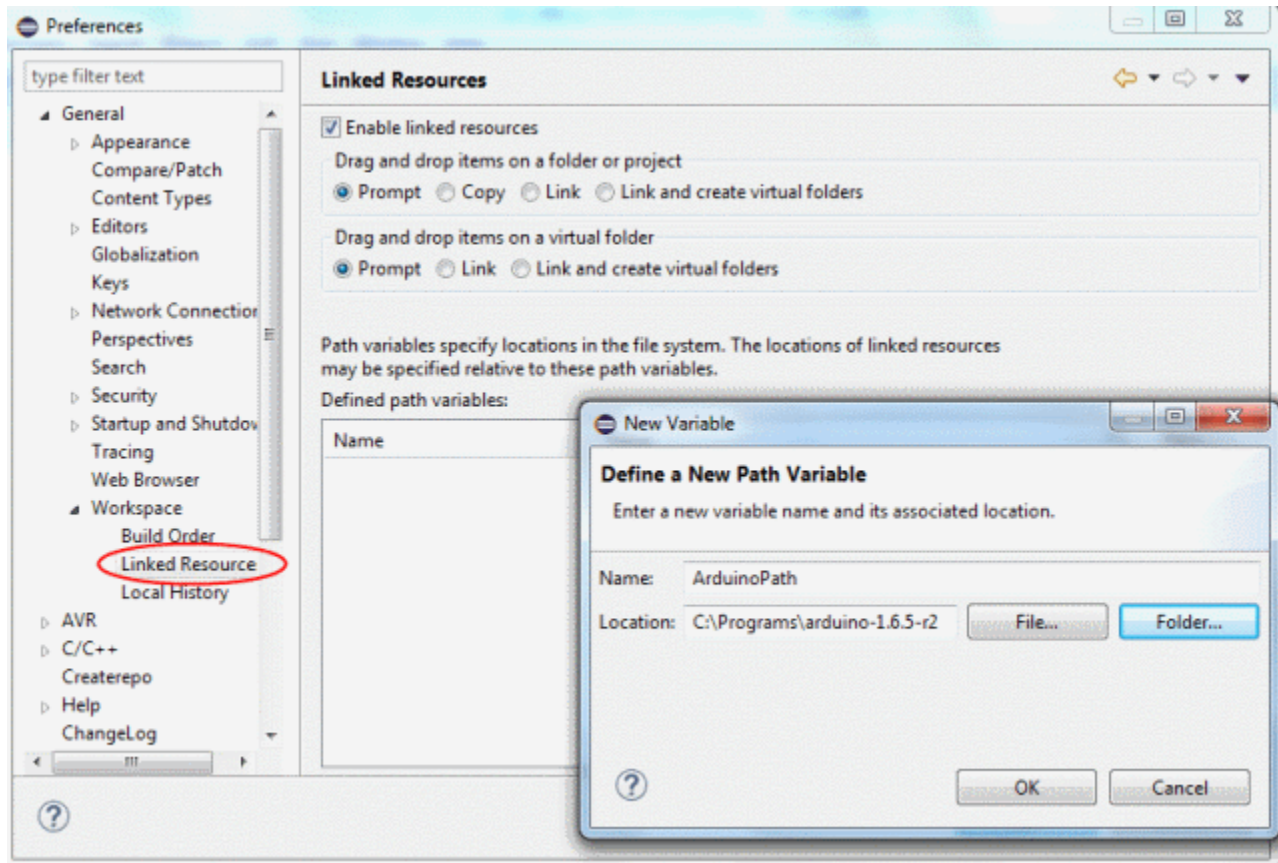 Preferences
type filter text
General
Appearance
Compare/Patch
Content Types
Editors
Globalization
Keys
Network Connection
Perspectives
Search
Security
Startup and Shutdow
Tracing
Web Browser
Workspace
Build Order
Linked Resource
Local History
AVR
C/C++
Createrepo
Help
ChangeLog
Linked Resources
Enable linked resources
Drag and drop items on a folder or project
Prompt Copy Link Link and create virtual folders
Drag and drop items on a virtual folder
Prompt Link Link and create virtual folders
Path variables specify locations in the file system. The locations of linked resources
may be specified relative to these path variables.
Defined path variables:
Name
New Variable
Define a New Path Variable
Enter a new variable name and its associated location.
Name: ArduinoPath
Location: C:\Programs\arduino-1.6.5-r2 File... Folder...
OK Cancel